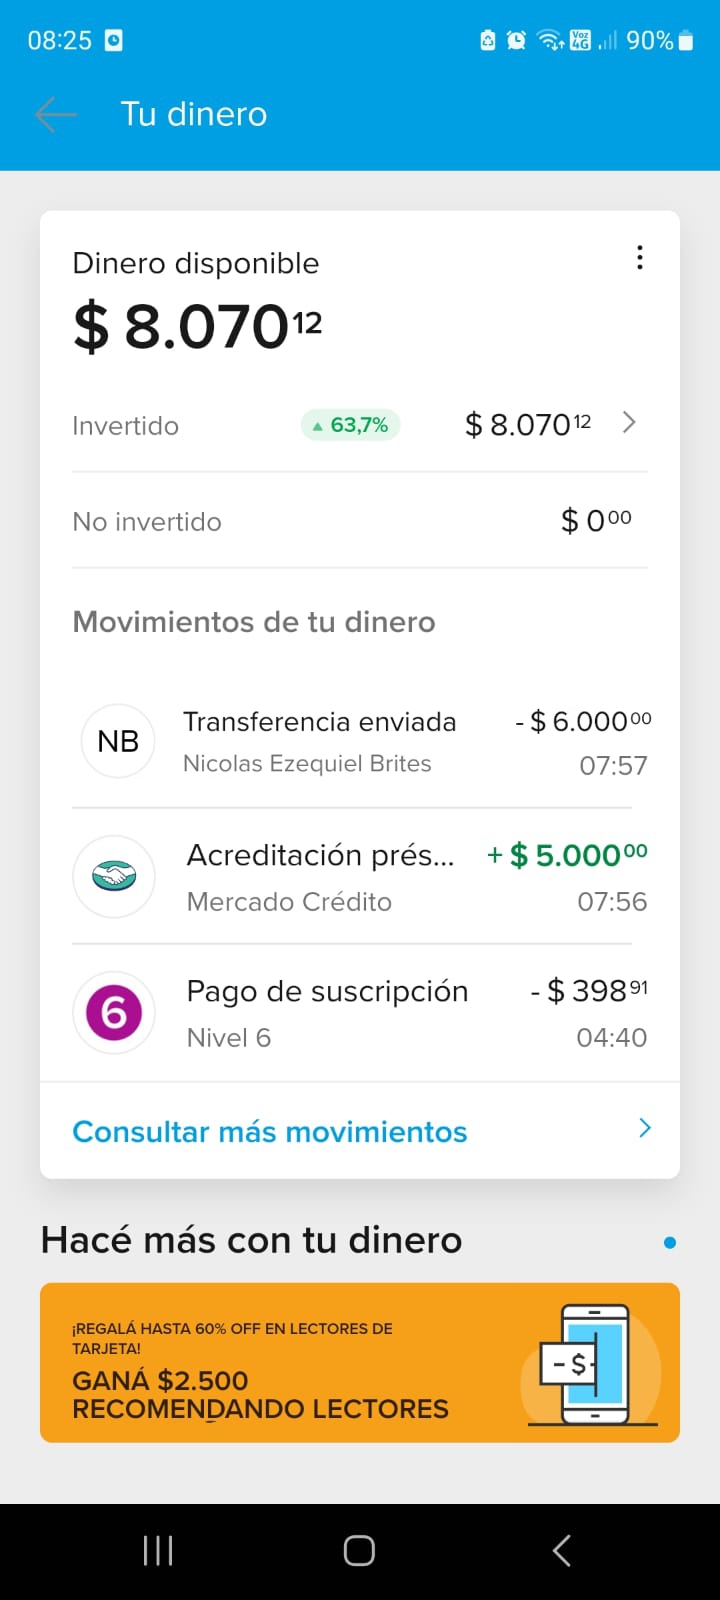 08:25
Voz 4G 90%
Tu dinero
Dinero disponible
$ 8.070 12
Invertido ▲ 63,7% $ 8.070 12
No invertido $ 0 00
Movimientos de tu dinero
NB Transferencia enviada - $ 6.000 00
Nicolas Ezequiel Brites 07:57
Acreditación prés... + $ 5.000 00
Mercado Crédito 07:56
6 Pago de suscripción - $ 398 91
Nivel 6 04:40
Consultar más movimientos
Hacé más con tu dinero
¡REGALÁ HASTA 60% OFF EN LECTORES DE
TARJETA!
GANÁ $2.500
RECOMENDANDO LECTORES
- $ -